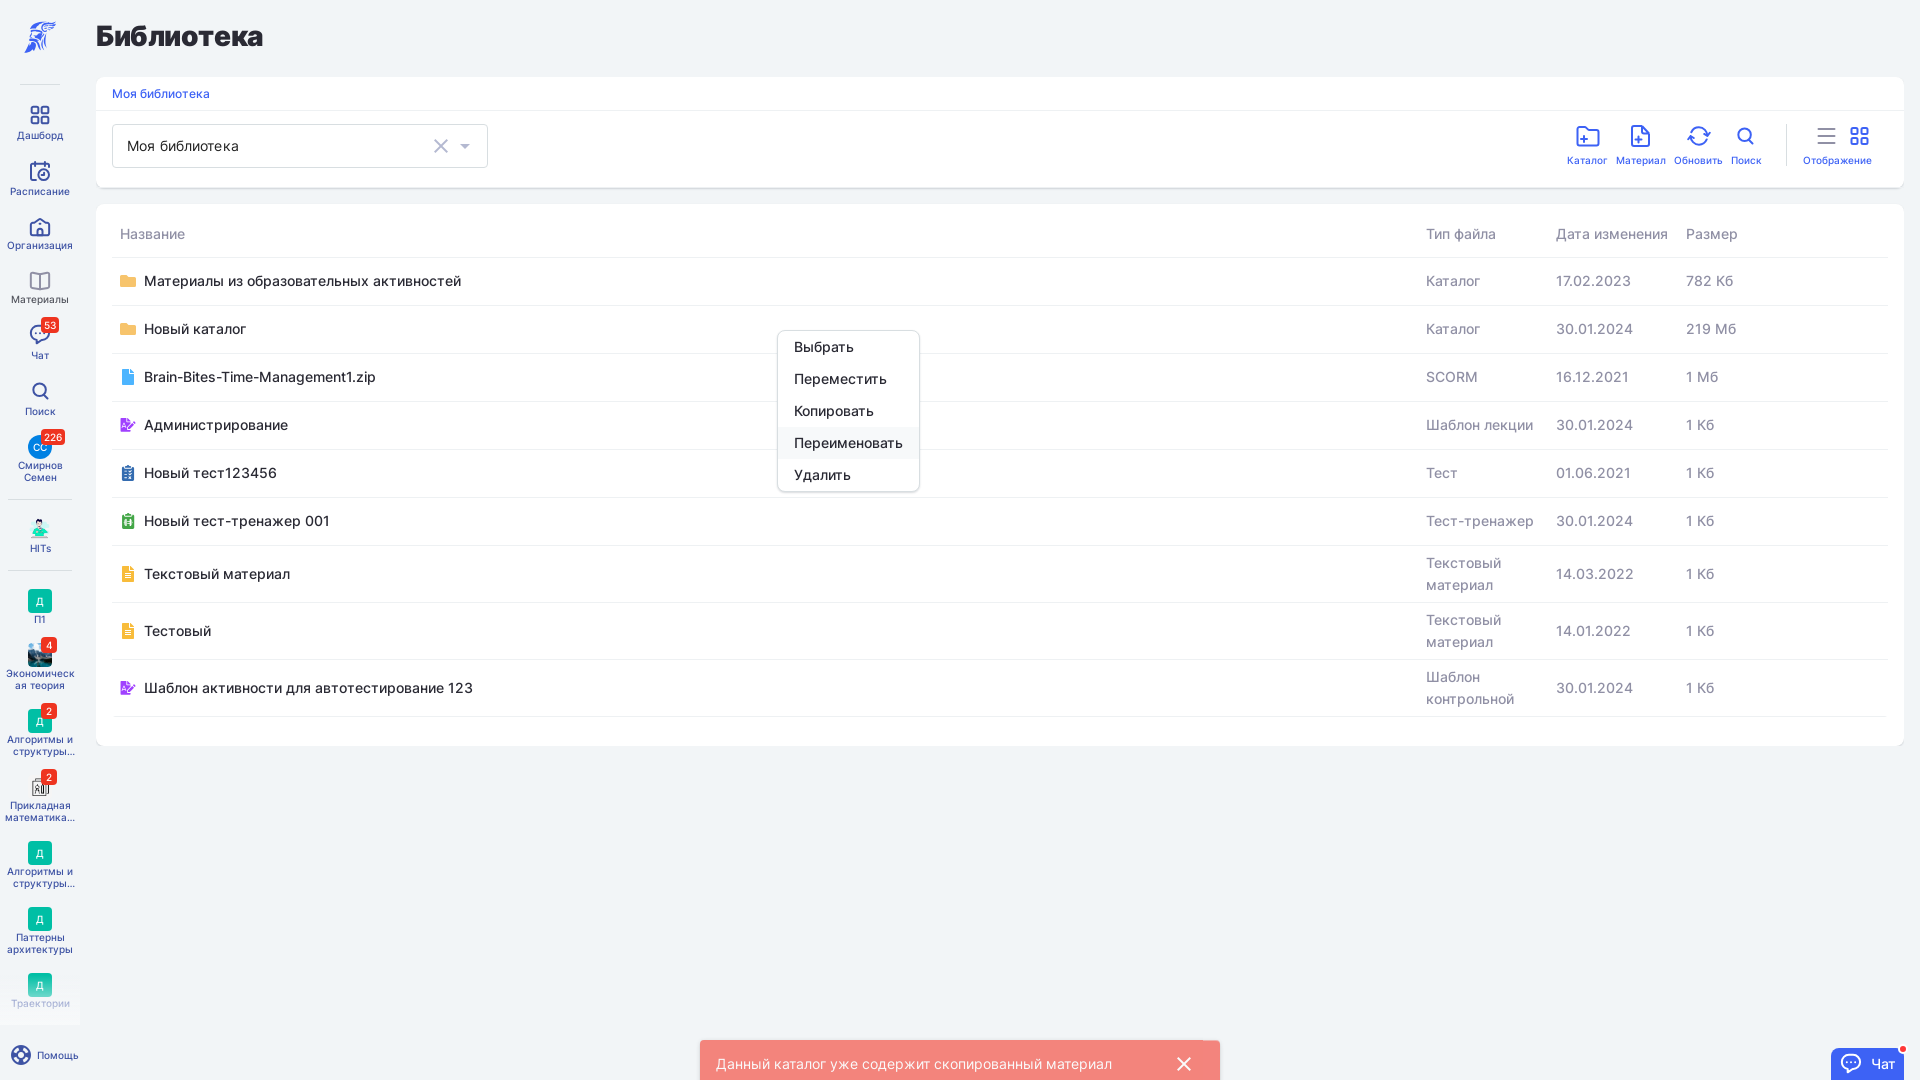 Библиотека
Моя библиотека
Моя библиотека
Каталог
Материал
Обновить
Поиск
Отображение
Дашборд
Расписание
Организация
Материалы
53
Чат
Поиск
226
СС
Смирнов
Семен
HITs
Д
П1
4
Экономическ
ая теория
2
Д
Алгоритмы и
структуры...
2
Прикладная
математика...
Д
Алгоритмы и
структуры...
Д
Паттерны
архитектуры
Д
Траектории
Помощь
Название Тип файла Дата изменения Размер
Материалы из образовательных активностей Каталог 17.02.2023 782 Кб
Новый каталог Каталог 30.01.2024 219 Мб
Brain-Bites-Time-Management1.zip SCORM 16.12.2021 1 Мб
Администрирование Шаблон лекции 30.01.2024 1 Кб
Новый тест123456 Тест 01.06.2021 1 Кб
Новый тест-тренажер 001 Тест-тренажер 30.01.2024 1 Кб
Текстовый материал Текстовый
материал 14.03.2022 1 Кб
Тестовый Текстовый
материал 14.01.2022 1 Кб
Шаблон активности для автотестирование 123 Шаблон
контрольной 30.01.2024 1 Кб
Выбрать
Переместить
Копировать
Переименовать
Удалить
Данный каталог уже содержит скопированный материал
Чат